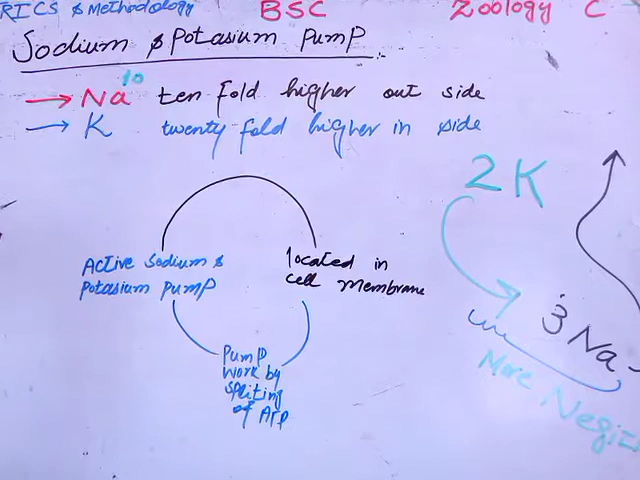 RICS & Methodology BSC Zoology C
Sodium & Potasium Pump
→ Na 10 ten fold higher out side
→ K twenty fold higher in side
2K
Active Sodium &
Potasium pump
located in
cell Membrane
3 Na
Pump
work by
spliting
of ATP
More